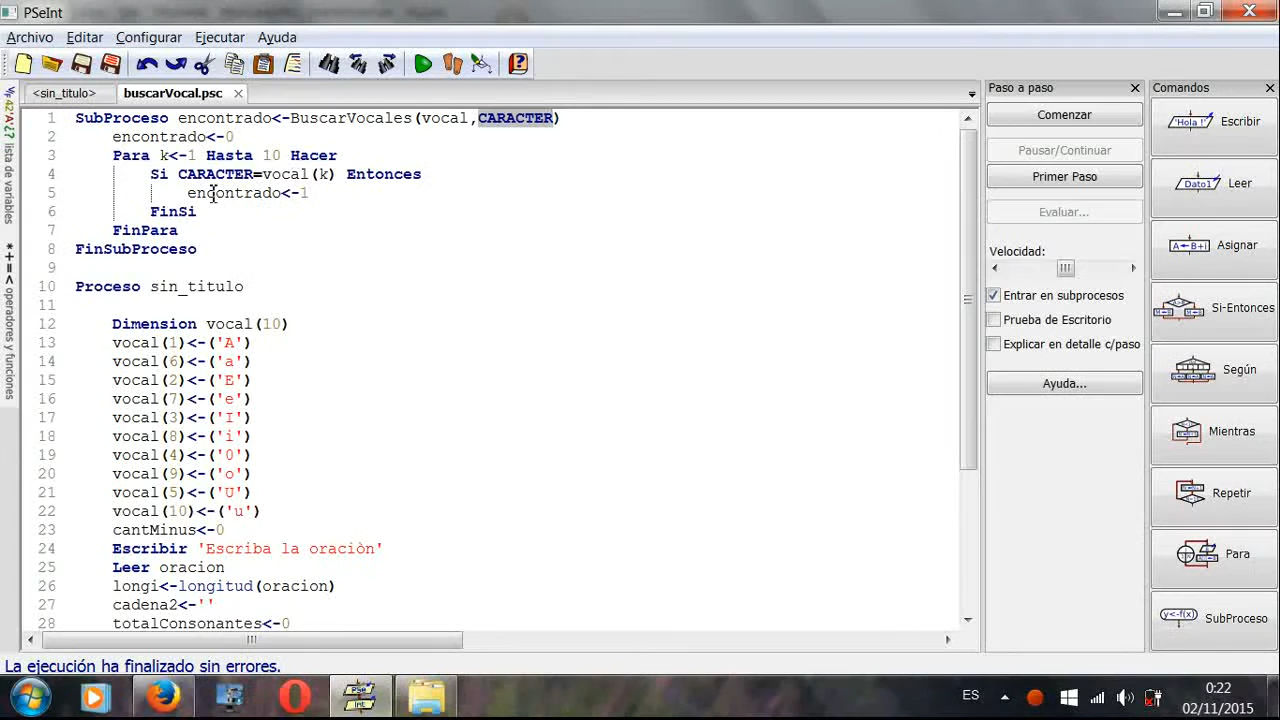 PSeInt
Archivo Editar Configurar Ejecutar Ayuda
<sin_titulo> buscarVocal.psc
lista de variables
operadores y funciones
1 SubProceso encontrado<-BuscarVocales(vocal,CARACTER)
2 encontrado<-0
3 Para k<-1 Hasta 10 Hacer
4 Si CARACTER=vocal(k) Entonces
5 encontrado<-1
6 FinSi
7 FinPara
8 FinSubProceso
9
10 Proceso sin_titulo
11
12 Dimension vocal(10)
13 vocal(1)<-('A')
14 vocal(6)<-('a')
15 vocal(2)<-('E')
16 vocal(7)<-('e')
17 vocal(3)<-('I')
18 vocal(8)<-('i')
19 vocal(4)<-('O')
20 vocal(9)<-('o')
21 vocal(5)<-('U')
22 vocal(10)<-('u')
23 cantMinus<-0
24 Escribir 'Escriba la oraciòn'
25 Leer oracion
26 longi<-longitud(oracion)
27 cadena2<-''
28 totalConsonantes<-0
Paso a paso
Comenzar
Pausar/Continuar
Primer Paso
Evaluar...
Velocidad:
Entrar en subprocesos
Prueba de Escritorio
Explicar en detalle c/paso
Ayuda...
Comandos
'Hola !' Escribir
Dato1 Leer
A←B+i Asignar
Si-Entonces
Según
Mientras
Repetir
Para
y<-f(x) SubProceso
La ejecución ha finalizado sin errores.
PSe
INT
ES
0:22
02/11/2015